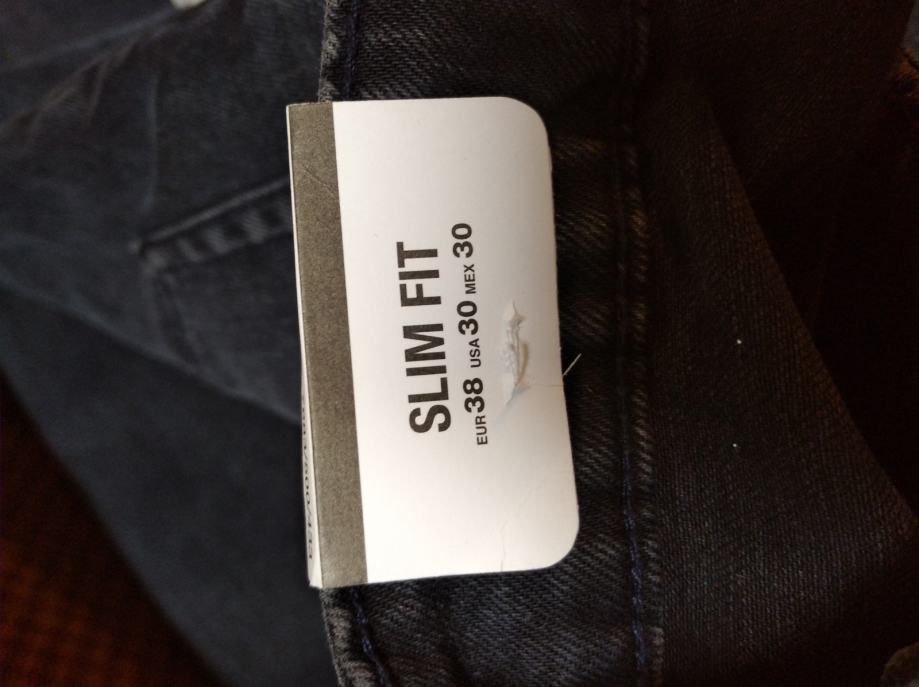 SLIM FIT
EUR 38 USA 30 MEX 30